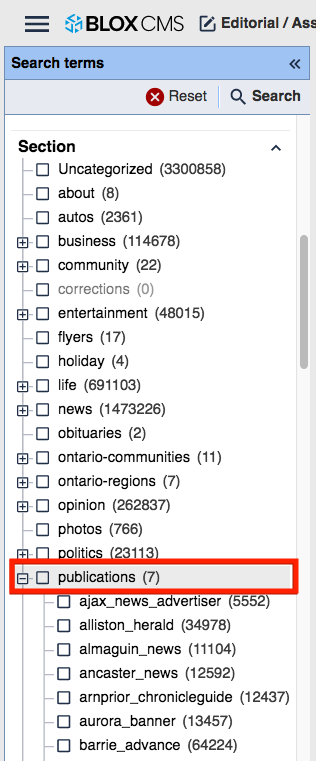 BLOX CMS Editorial / Ass
Search terms
Reset Search
Section
Uncategorized (3300858)
about (8)
autos (2361)
business (114678)
community (22)
corrections (0)
entertainment (48015)
flyers (17)
holiday (4)
life (691103)
news (1473226)
obituaries (2)
ontario-communities (11)
ontario-regions (7)
opinion (262837)
photos (766)
politics (23113)
publications (7)
ajax_news_advertiser (5552)
alliston_herald (34978)
almaguin_news (11104)
ancaster_news (12592)
arnprior_chronicleguide (12437)
aurora_banner (13457)
barrie_advance (64224)